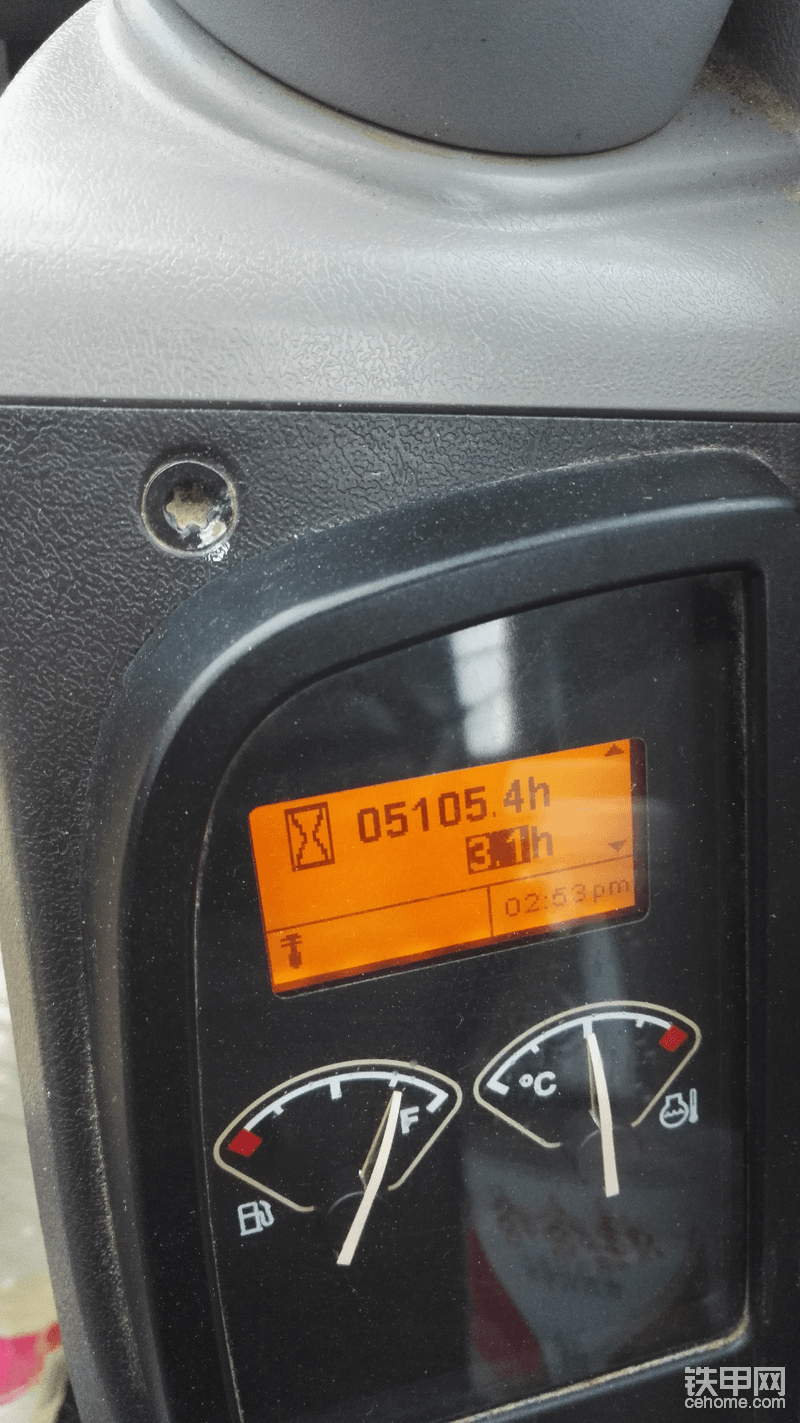 05105.4h
3.1h
02:53pm
°C
F
铁甲网
cehome.com